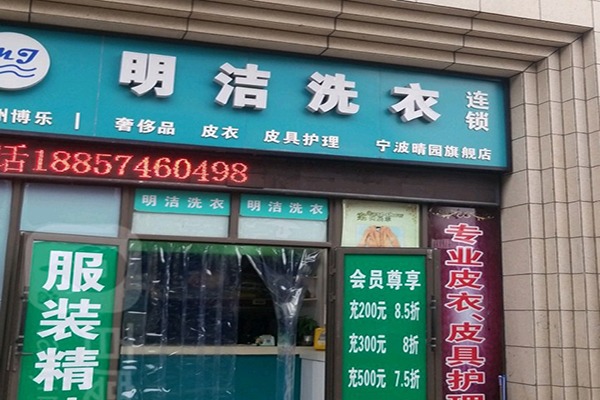 MJ
明洁洗衣 连锁
州博乐 | 奢侈品 皮衣 皮具护理 宁波晴园旗舰店
话18857460498
明洁洗衣 明洁洗衣
服装精
会员尊享
充200元 8.5折
充300元 8折
充500元 7.5折
专业皮衣、皮具护理